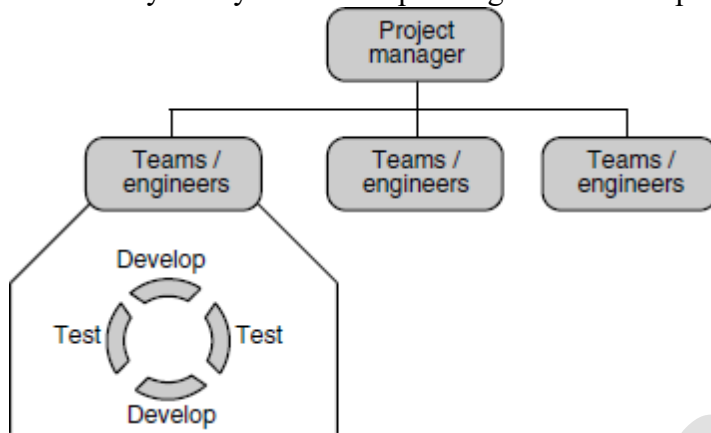 Project
manager
Teams /
engineers
Teams /
engineers
Teams /
engineers
Develop
Test
Test
Develop